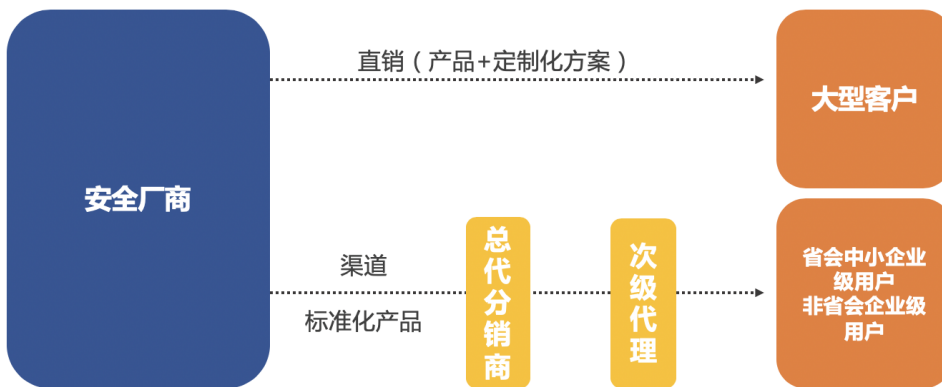 直销（产品+定制化方案）
大型客户
安全厂商
渠道
标准化产品
总代分销商
次级代理
省会中小企业
级用户
非省会企业级
用户